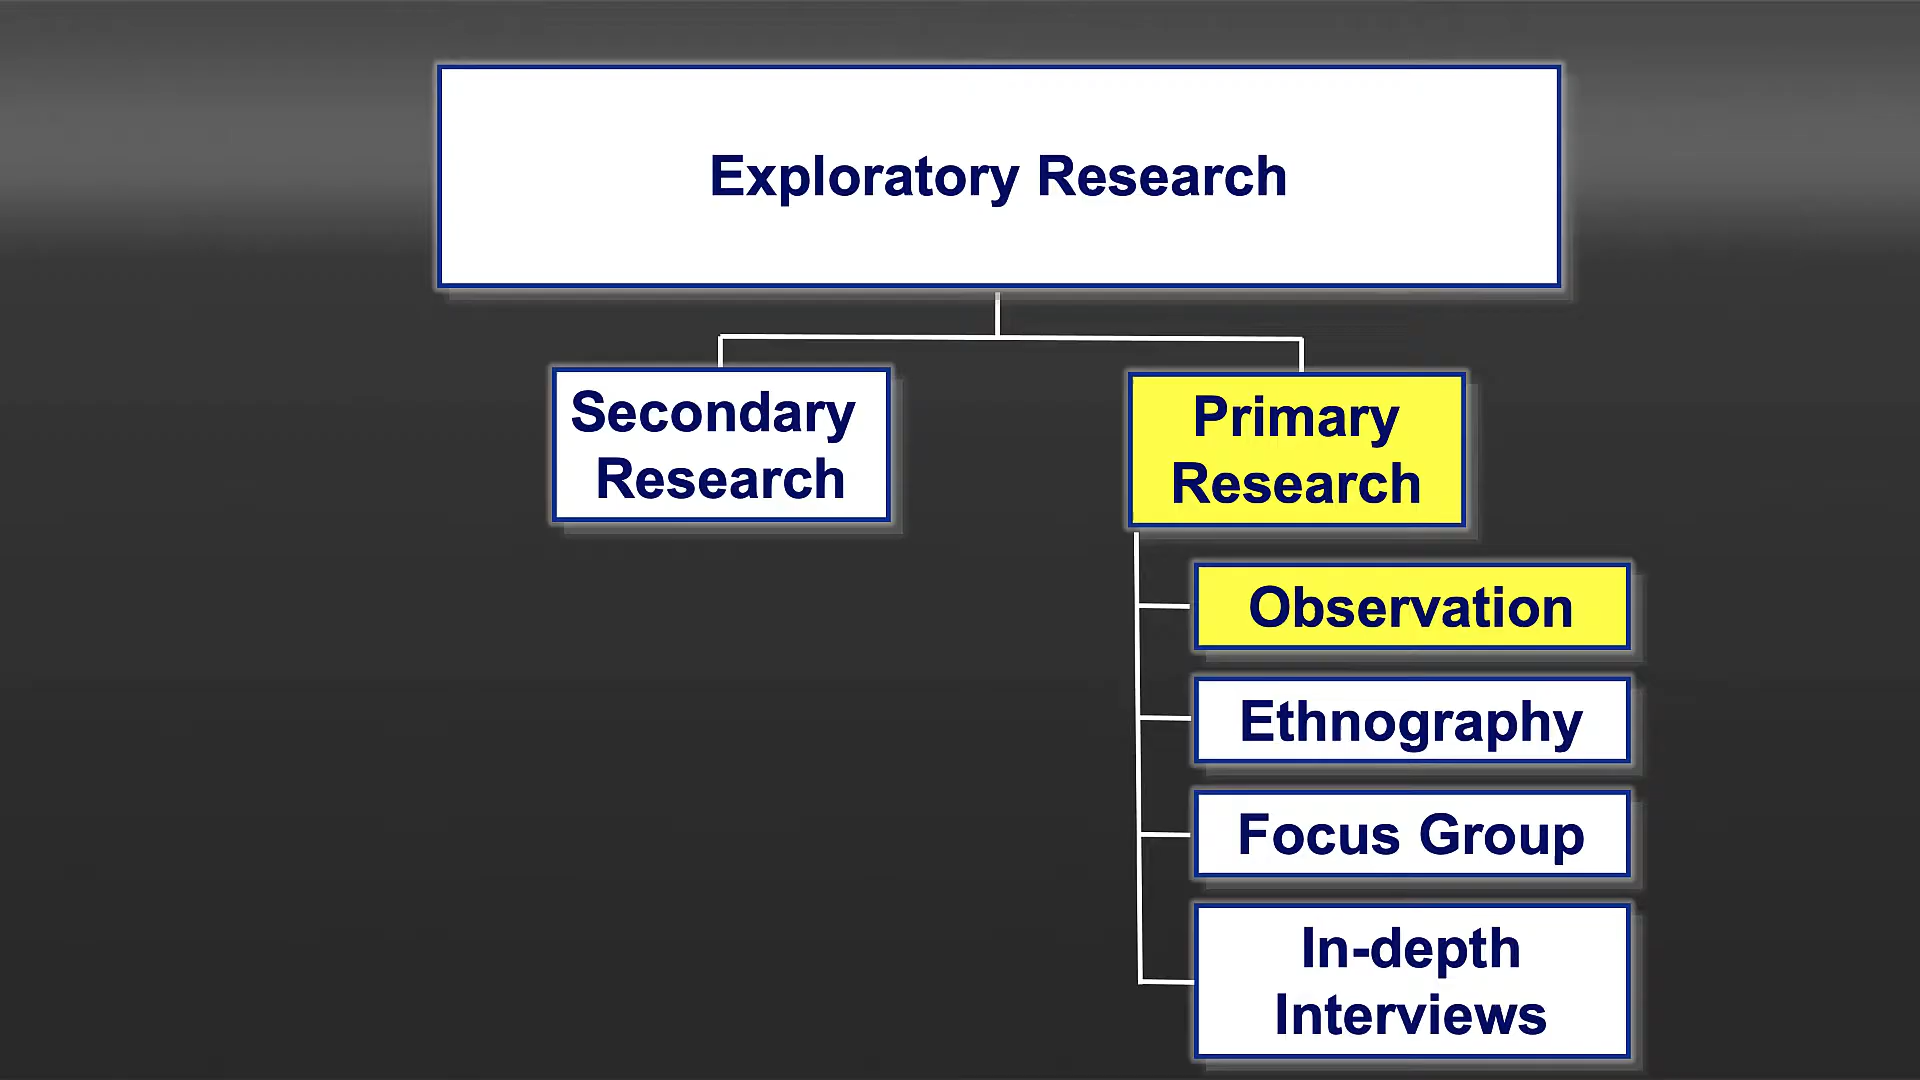 Exploratory Research
Secondary
Research
Primary
Research
Observation
Ethnography
Focus Group
In-depth
Interviews